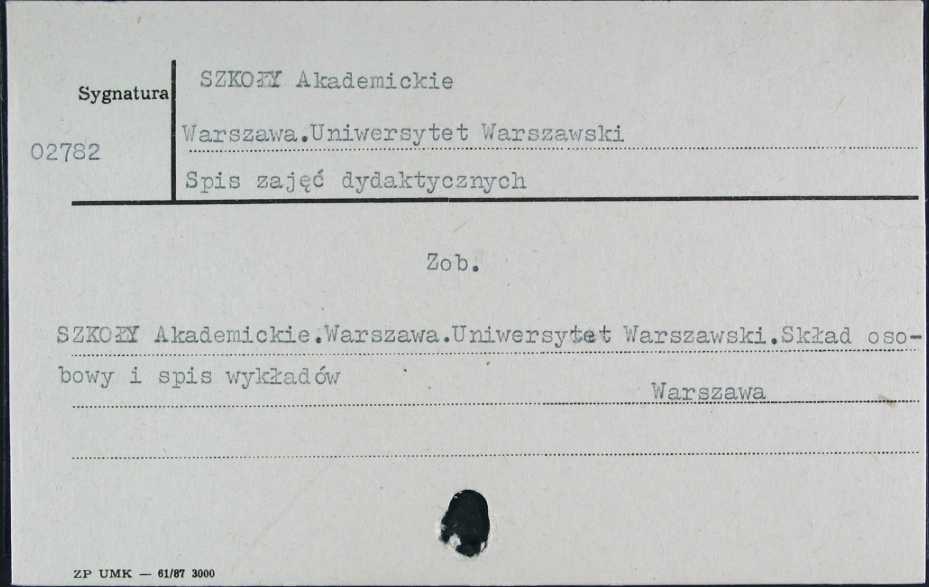 SZKOŁY Akademickie
Sygnatura
Warszawa.Uniwersytet Warszawski
02782
Spis zajęć dydaktycznych
Zob.
SZKOŁY Akademickie.Warszawa.Uniwersytet Warszawski.Skład oso-
bowy i spis wykładów
Warszawa
ZP UMK — 61/87 3000